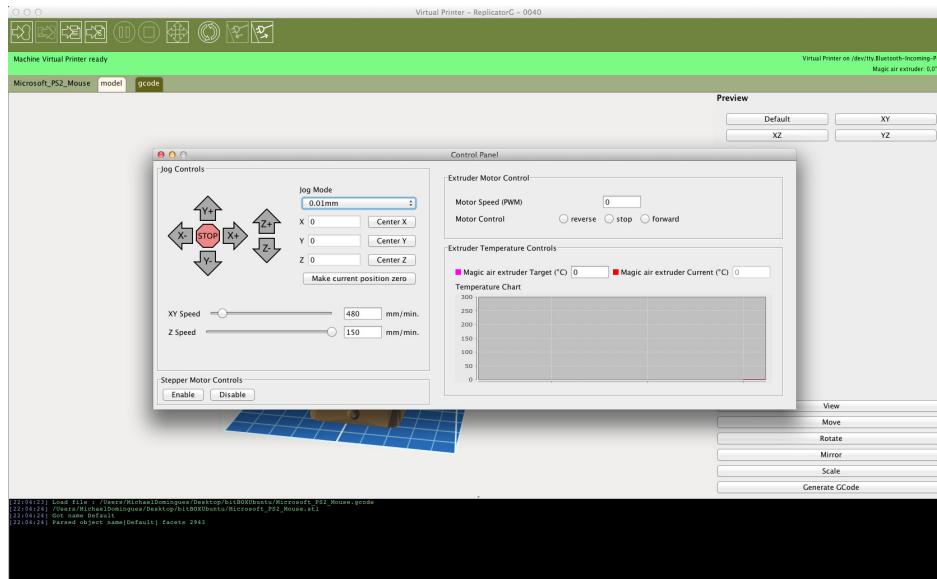 Virtual Printer – ReplicatorG – 0040
Machine Virtual Printer ready
Virtual Printer on /dev/tty.Bluetooth-Incoming-P
Magic air extruder: 0,0°
Microsoft_PS2_Mouse model gcode
Preview
Default XY
XZ YZ
Control Panel
Jog Controls
Y+
X- STOP X+
Y-
Z+
Z-
Jog Mode
0.01mm
X 0 Center X
Y 0 Center Y
Z 0 Center Z
Make current position zero
XY Speed 480 mm/min.
Z Speed 150 mm/min.
Stepper Motor Controls
Enable Disable
Extruder Motor Control
Motor Speed (PWM) 0
Motor Control reverse stop forward
Extruder Temperature Controls
Magic air extruder Target (°C) 0 Magic air extruder Current (°C) 0
Temperature Chart
300
250
200
150
100
50
0
View
Move
Rotate
Mirror
Scale
Generate GCode
[22:04:23] Load file : /Users/MichaelDomingues/Desktop/bitBOXUbuntu/Microsoft_PS2_Mouse.gcode
[22:04:24] /Users/MichaelDomingues/Desktop/bitBOXUbuntu/Microsoft_PS2_Mouse.stl
[22:04:24] Got name Default
[22:04:24] Parsed object name[Default] facets 2943